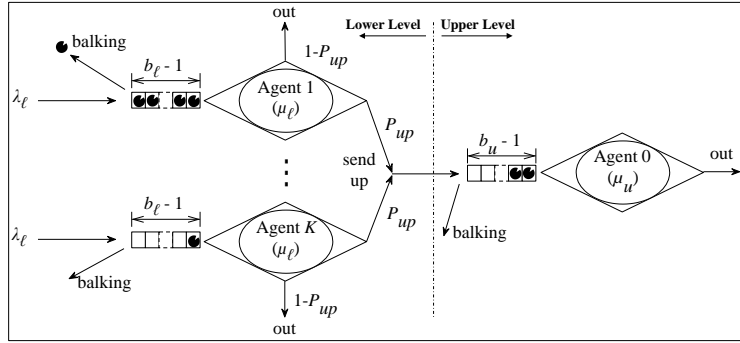 out
Lower Level
Upper Level
balking
1-P_up
b_ℓ - 1
λ_ℓ
Agent 1
(μ_ℓ)
P_up
send
up
b_u - 1
Agent 0
(μ_u)
out
b_ℓ - 1
λ_ℓ
Agent K
(μ_ℓ)
P_up
balking
balking
1-P_up
out